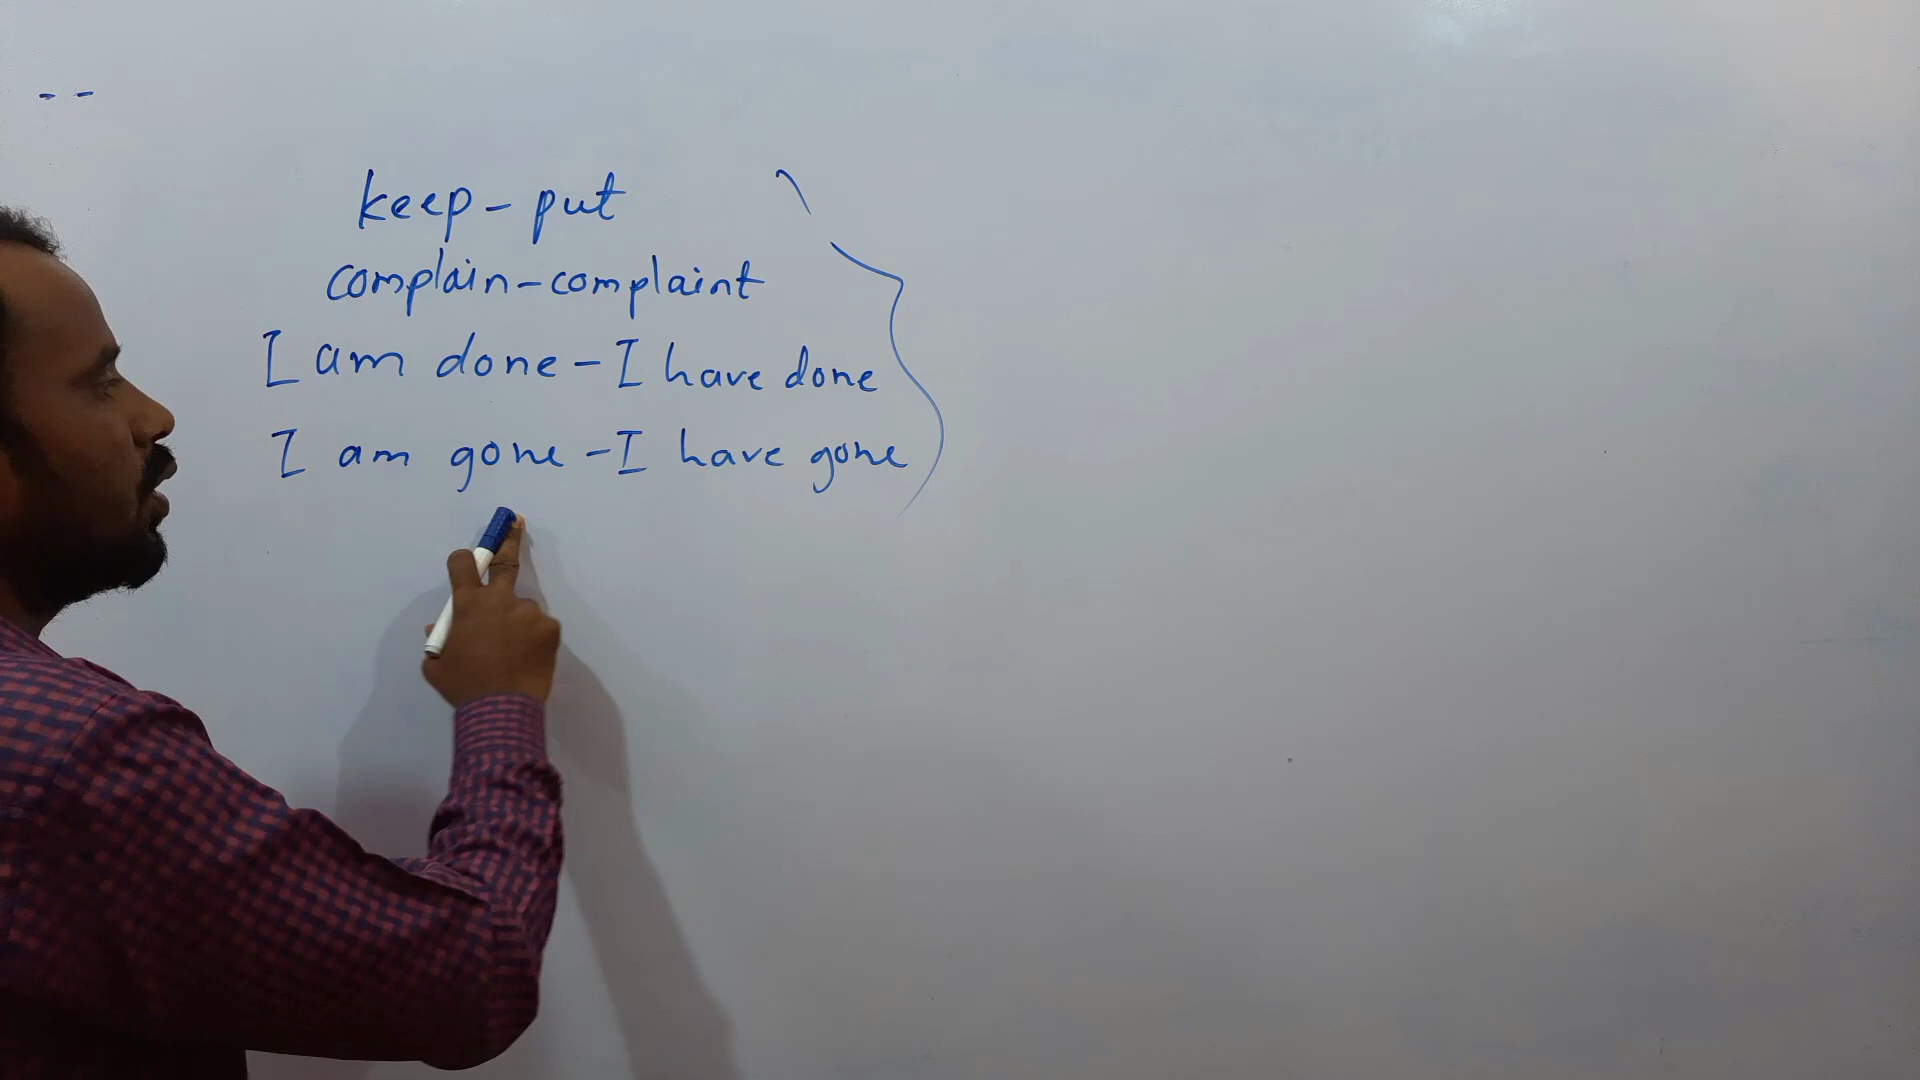 keep - put
complain - complaint
I am done - I have done
I am gone - I have gone